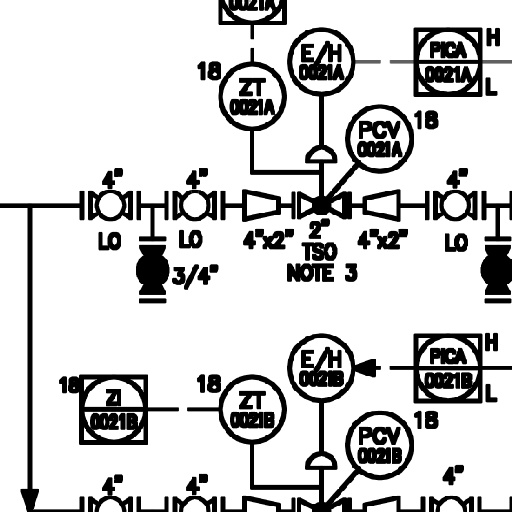 0021A
E/H
0021A
PICA
0021A
H
L
18
ZT
0021A
PCV
0021A
18
4"
4"
4"
LO
LO
4"x2"
2"
4"x2"
LO
TSO
NOTE 3
3/4"
E/H
0021B
PICA
0021B
H
L
18
ZI
0021B
18
ZT
0021B
PCV
0021B
18
4"
4"
4"